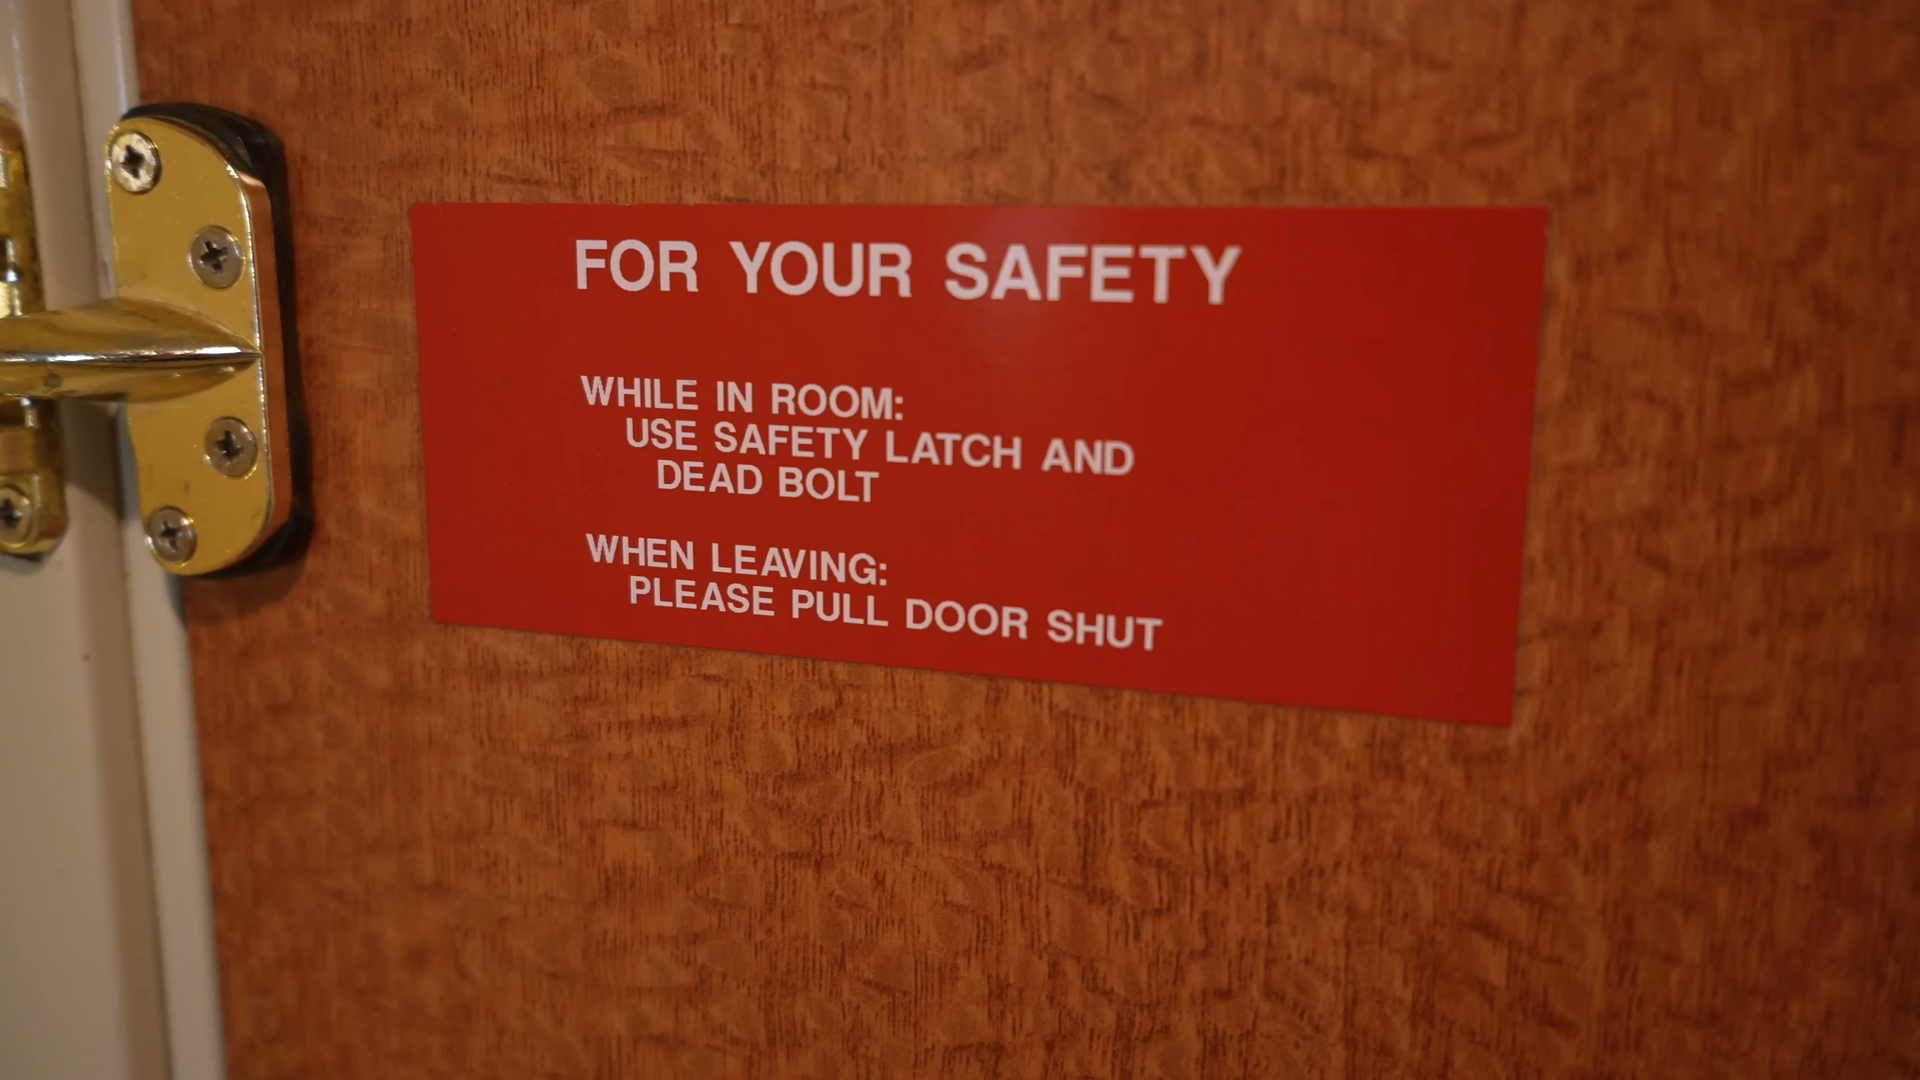 FOR YOUR SAFETY
WHILE IN ROOM:
USE SAFETY LATCH AND
DEAD BOLT
WHEN LEAVING:
PLEASE PULL DOOR SHUT